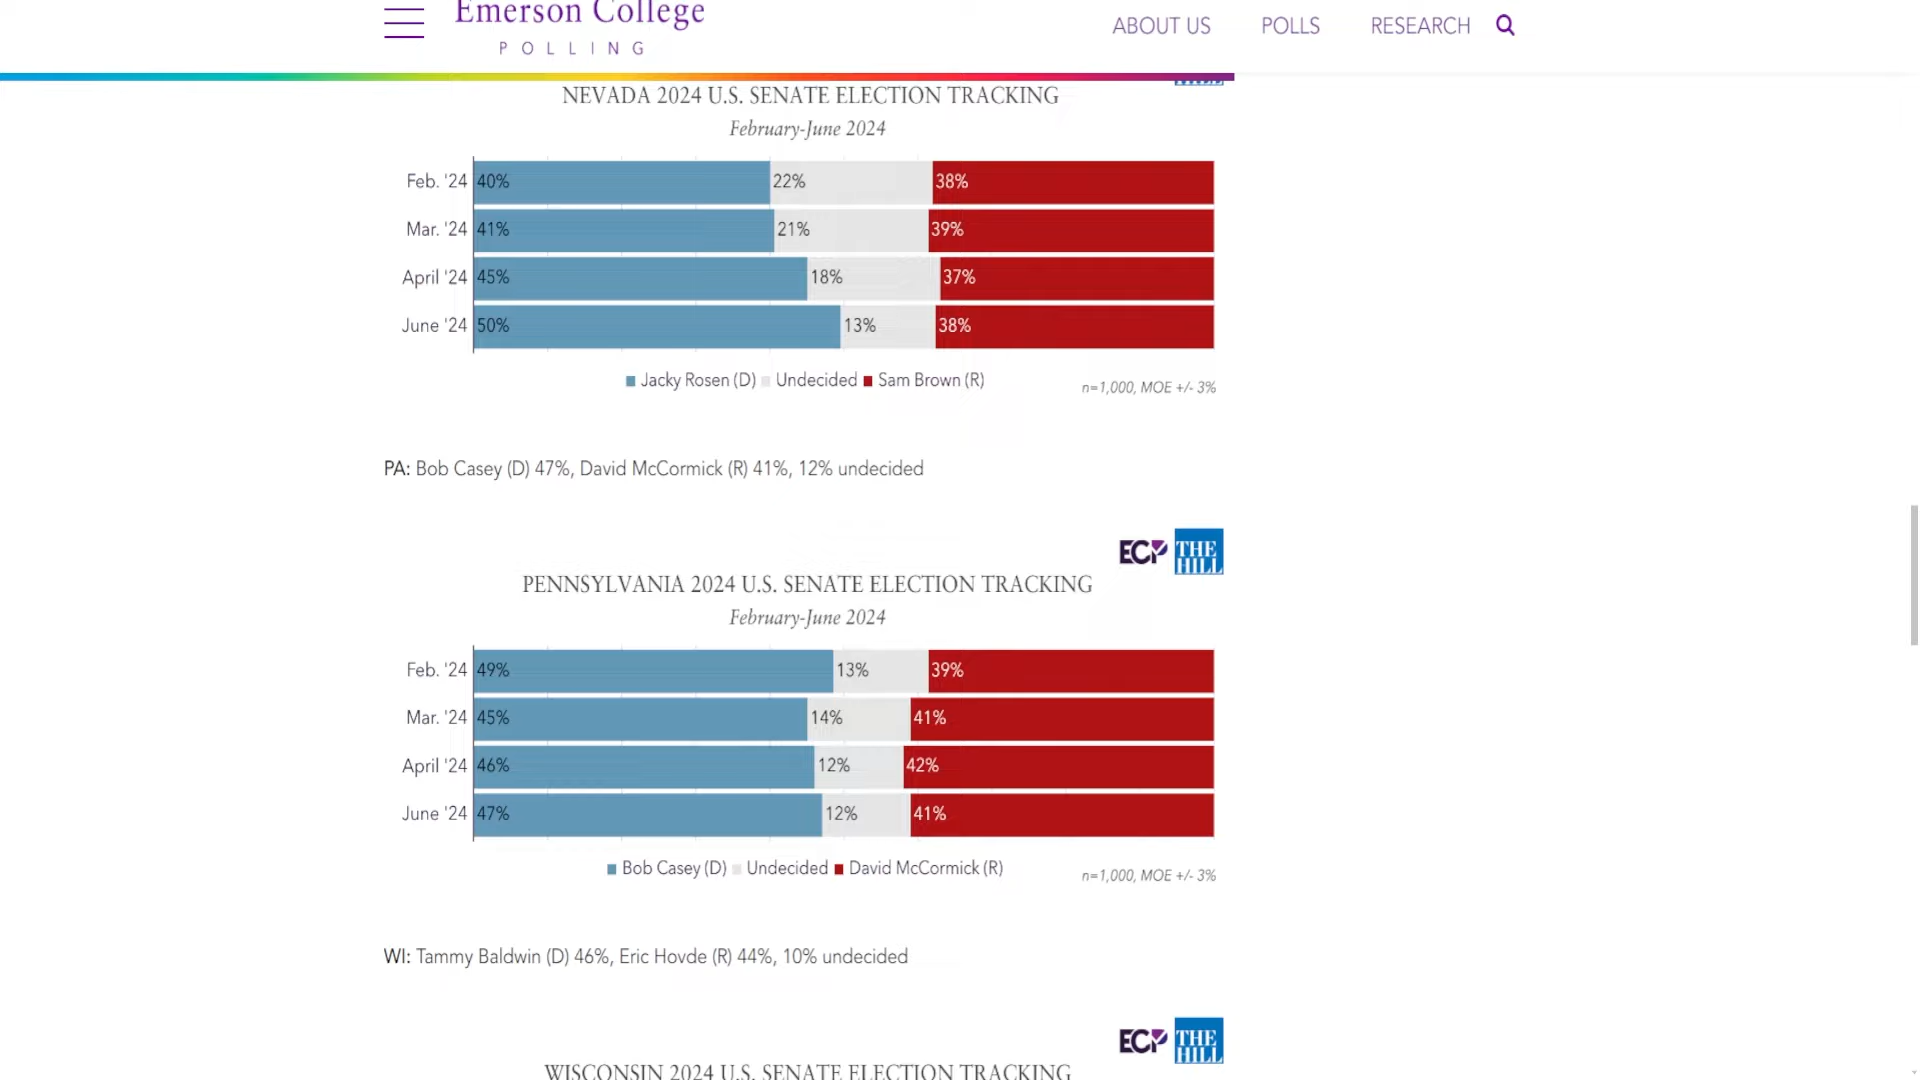 Emerson College
POLLING
ABOUT US
POLLS
RESEARCH
NEVADA 2024 U.S. SENATE ELECTION TRACKING
February-June 2024
Feb. '24 40% 22% 38%
Mar. '24 41% 21% 39%
April '24 45% 18% 37%
June '24 50% 13% 38%
Jacky Rosen (D) Undecided Sam Brown (R)
n=1,000, MOE +/- 3%
PA: Bob Casey (D) 47%, David McCormick (R) 41%, 12% undecided
ECP THE HILL
PENNSYLVANIA 2024 U.S. SENATE ELECTION TRACKING
February-June 2024
Feb. '24 49% 13% 39%
Mar. '24 45% 14% 41%
April '24 46% 12% 42%
June '24 47% 12% 41%
Bob Casey (D) Undecided David McCormick (R)
n=1,000, MOE +/- 3%
WI: Tammy Baldwin (D) 46%, Eric Hovde (R) 44%, 10% undecided
ECP THE HILL
WISCONSIN 2024 U.S. SENATE ELECTION TRACKING